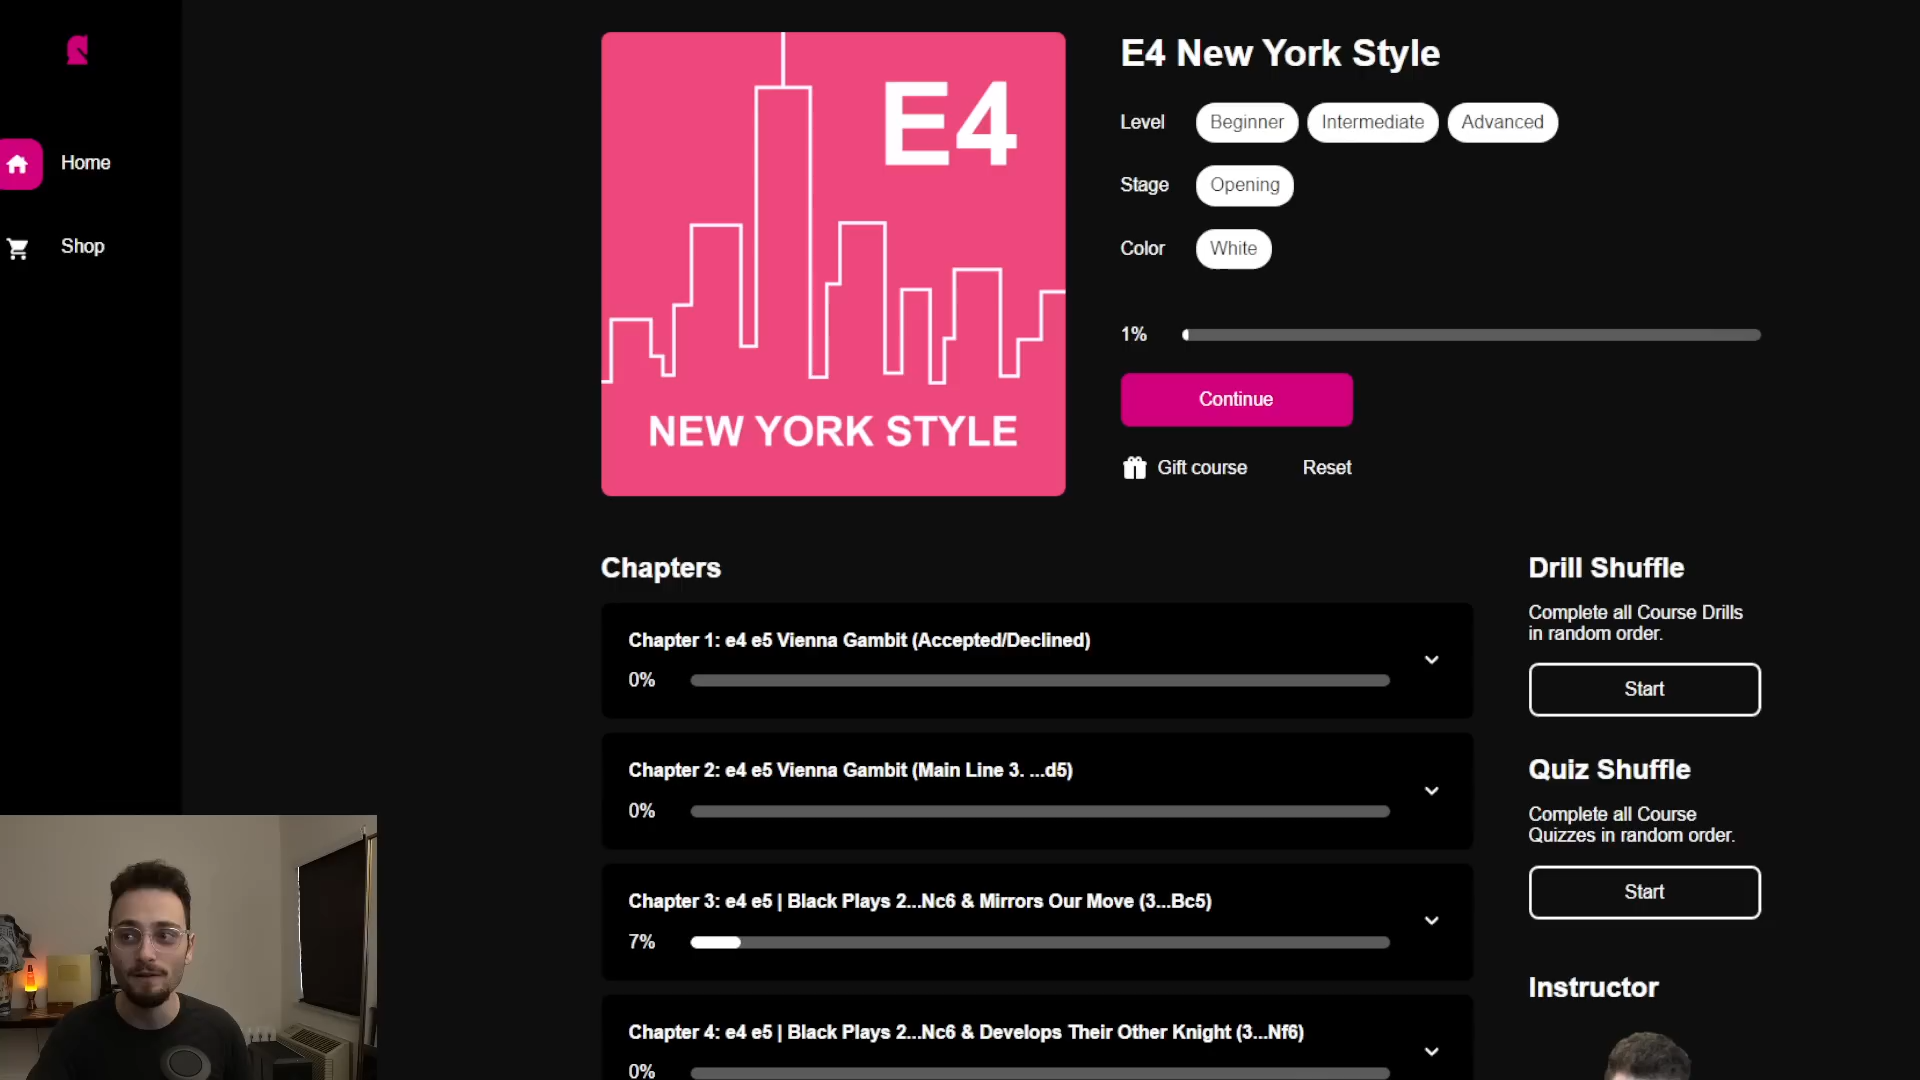 Home
Shop
E4
NEW YORK STYLE
E4 New York Style
Level Beginner Intermediate Advanced
Stage Opening
Color White
1%
Continue
Gift course Reset
Chapters
Chapter 1: e4 e5 Vienna Gambit (Accepted/Declined)
0%
Chapter 2: e4 e5 Vienna Gambit (Main Line 3. ...d5)
0%
Chapter 3: e4 e5 | Black Plays 2...Nc6 & Mirrors Our Move (3...Bc5)
7%
Chapter 4: e4 e5 | Black Plays 2...Nc6 & Develops Their Other Knight (3...Nf6)
0%
Drill Shuffle
Complete all Course Drills
in random order.
Start
Quiz Shuffle
Complete all Course
Quizzes in random order.
Start
Instructor